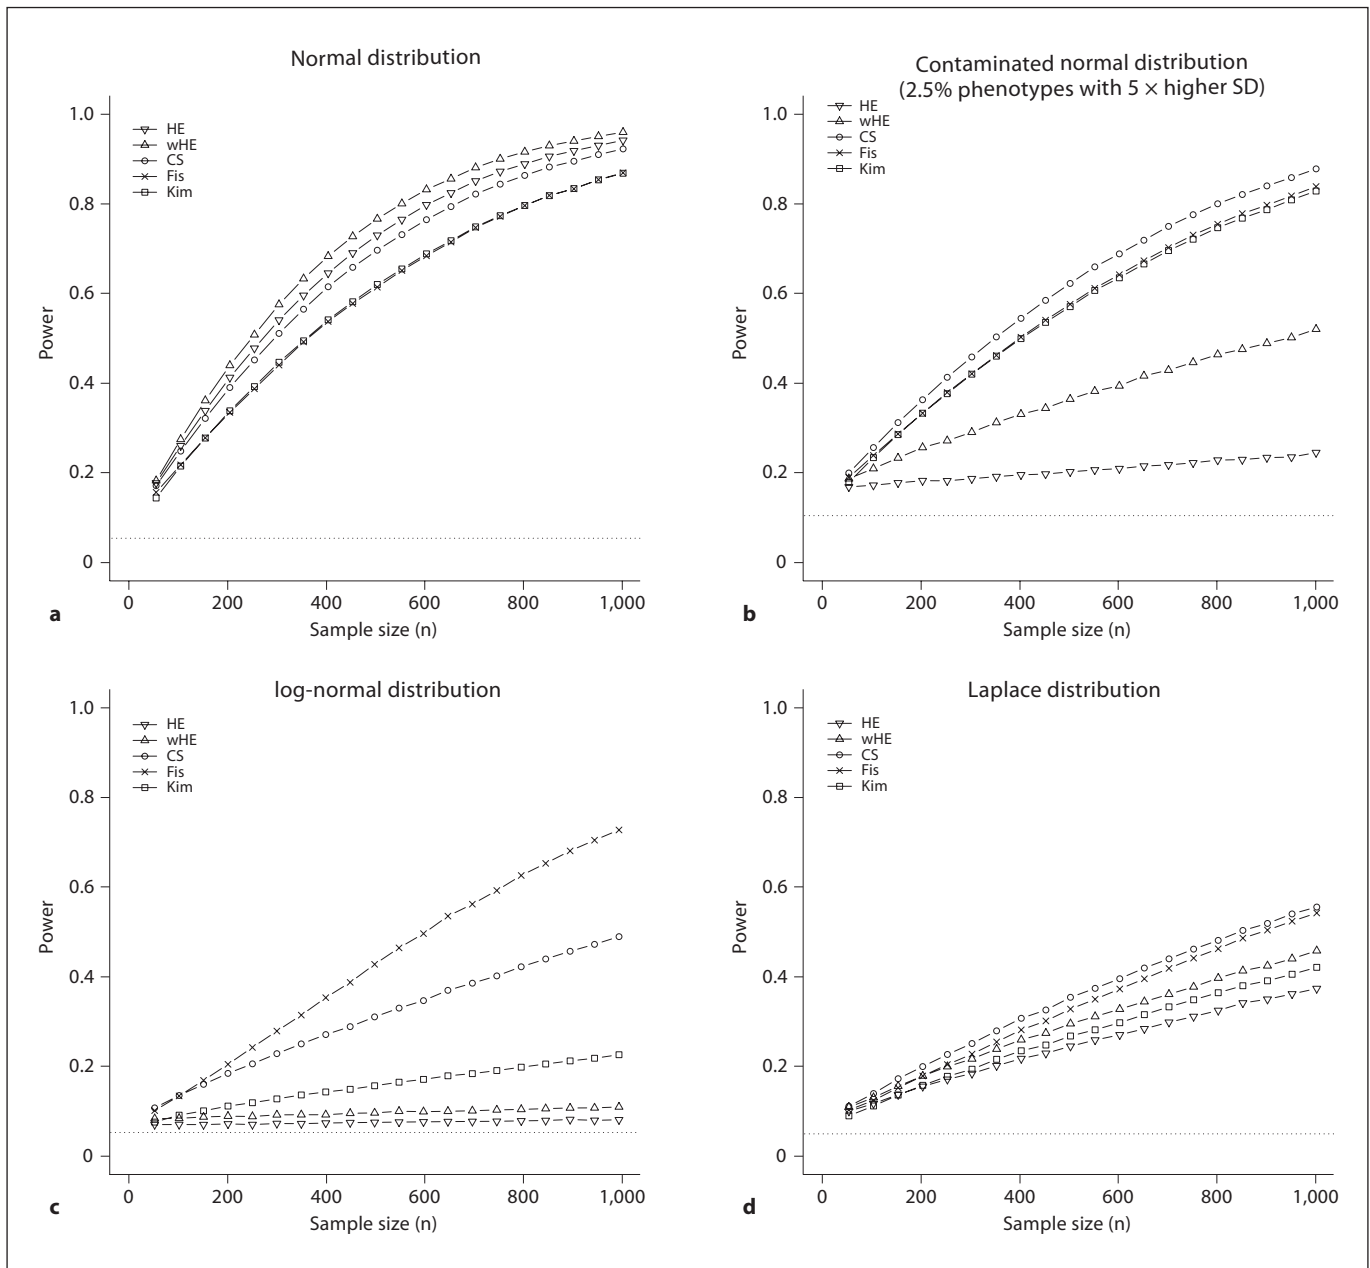 Normal distribution
1.0
0.8
0.6
0.4
0.2
0
Power
HE
wHE
CS
Fis
Kim
0 200 400 600 800 1,000
Sample size (n)
a
Contaminated normal distribution
(2.5% phenotypes with 5 × higher SD)
1.0
0.8
0.6
0.4
0.2
0
Power
HE
wHE
CS
Fis
Kim
0 200 400 600 800 1,000
Sample size (n)
b
log-normal distribution
1.0
0.8
0.6
0.4
0.2
0
Power
HE
wHE
CS
Fis
Kim
0 200 400 600 800 1,000
Sample size (n)
c
Laplace distribution
1.0
0.8
0.6
0.4
0.2
0
Power
HE
wHE
CS
Fis
Kim
0 200 400 600 800 1,000
Sample size (n)
d